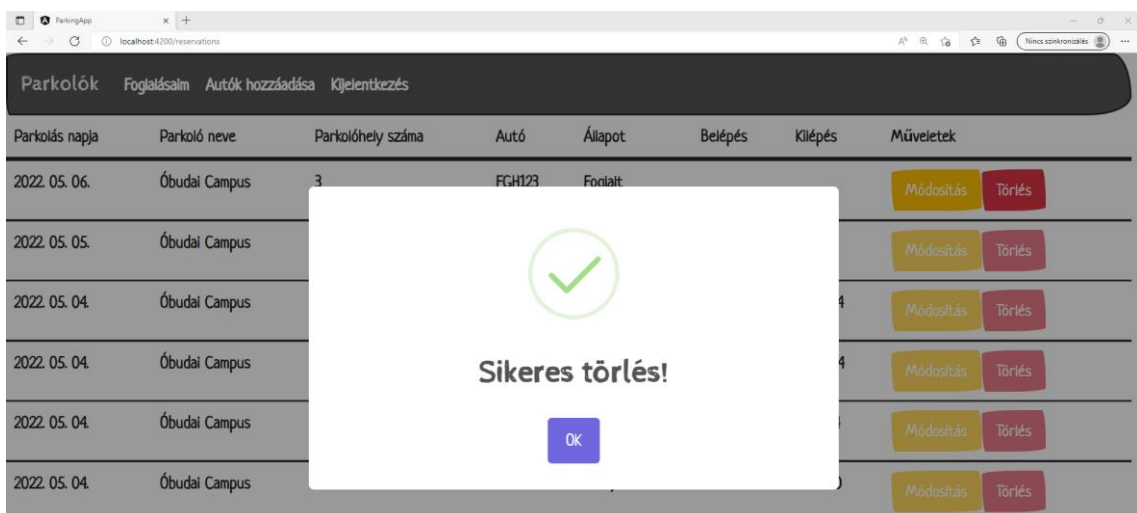 ParkingApp
localhost:4200/reservations
Nincs szinkronizálás
Parkolók Foglalásaim Autók hozzáadása Kijelentkezés
Parkolás napja Parkoló neve Parkolóhely száma Autó Állapot Belépés Kilépés Műveletek
2022. 05. 06. Óbudai Campus 3 FGH123 Foglalt Módosítás Törlés
2022. 05. 05. Óbudai Campus Módosítás Törlés
2022. 05. 04. Óbudai Campus 4 Módosítás Törlés
Sikeres törlés!
2022. 05. 04. Óbudai Campus 4 Módosítás Törlés
2022. 05. 04. Óbudai Campus Módosítás Törlés
OK
2022. 05. 04. Óbudai Campus Módosítás Törlés